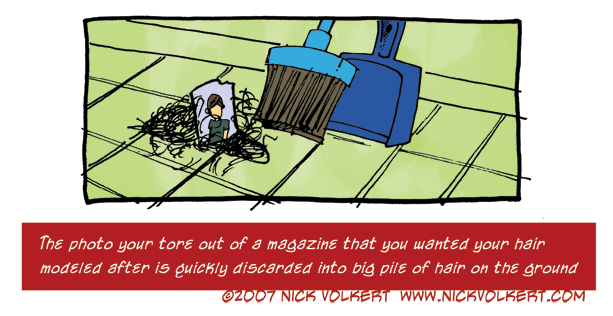 The photo your tore out of a magazine that you wanted your hair
modeled after is quickly discarded into big pile of hair on the ground
©2007 NICK VOLKERT WWW.NICKVOLKERT.COM